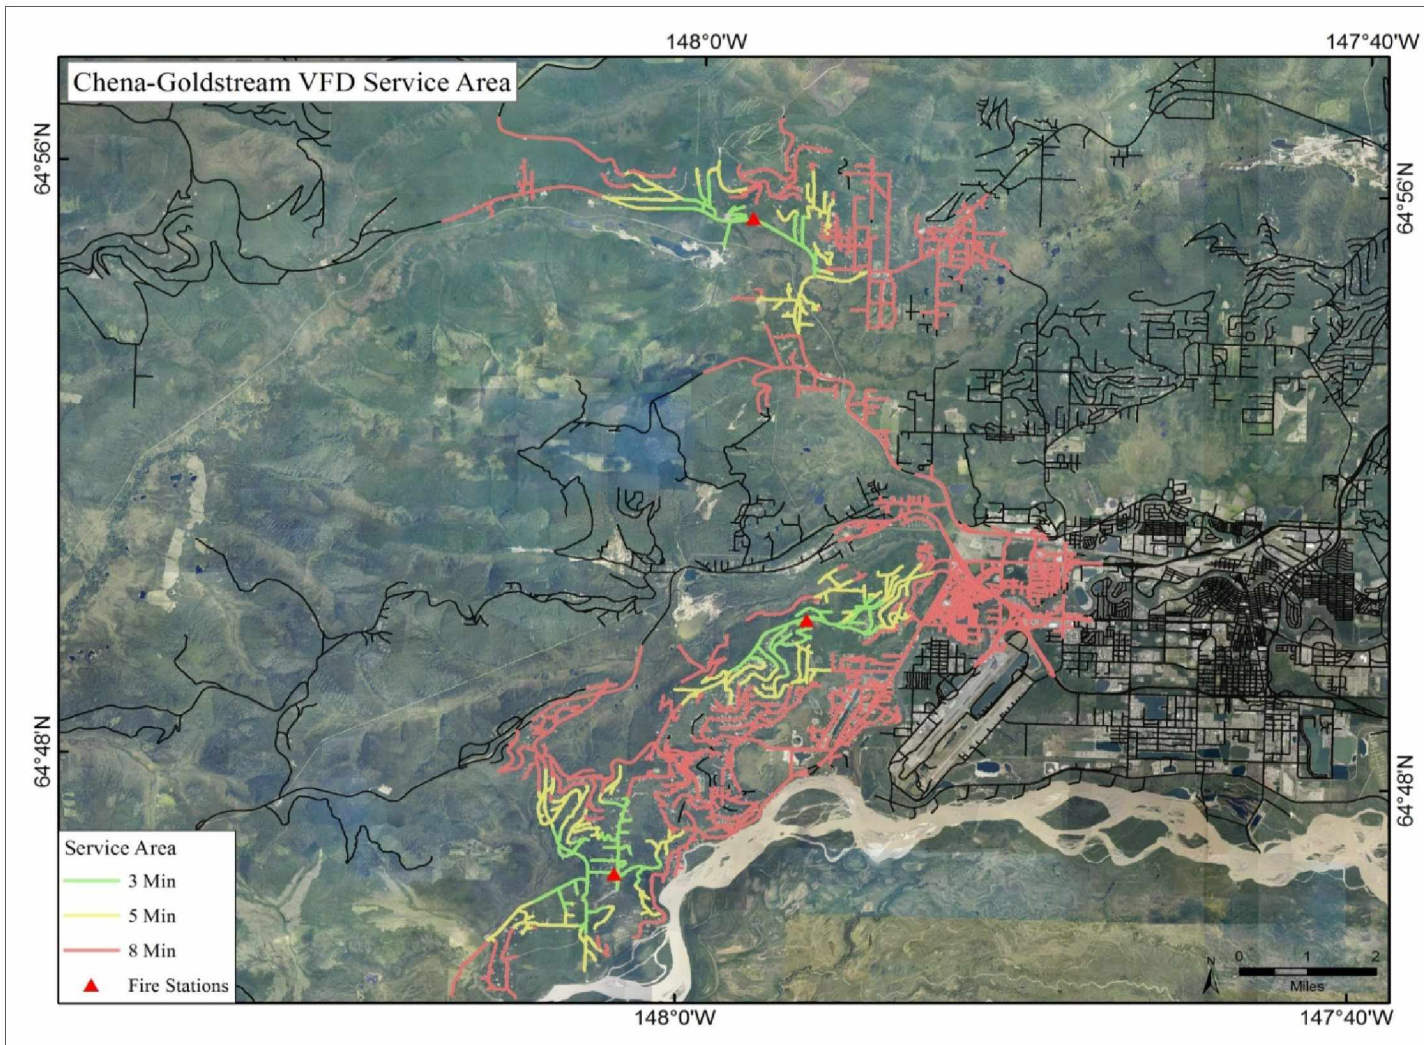 148°0'W 147°40'W
Chena-Goldstream VFD Service Area
64°56'N
64°56'N
64°48'N
64°48'N
Service Area
3 Min
5 Min
8 Min
Fire Stations
N
0 1 2
Miles
148°0'W 147°40'W